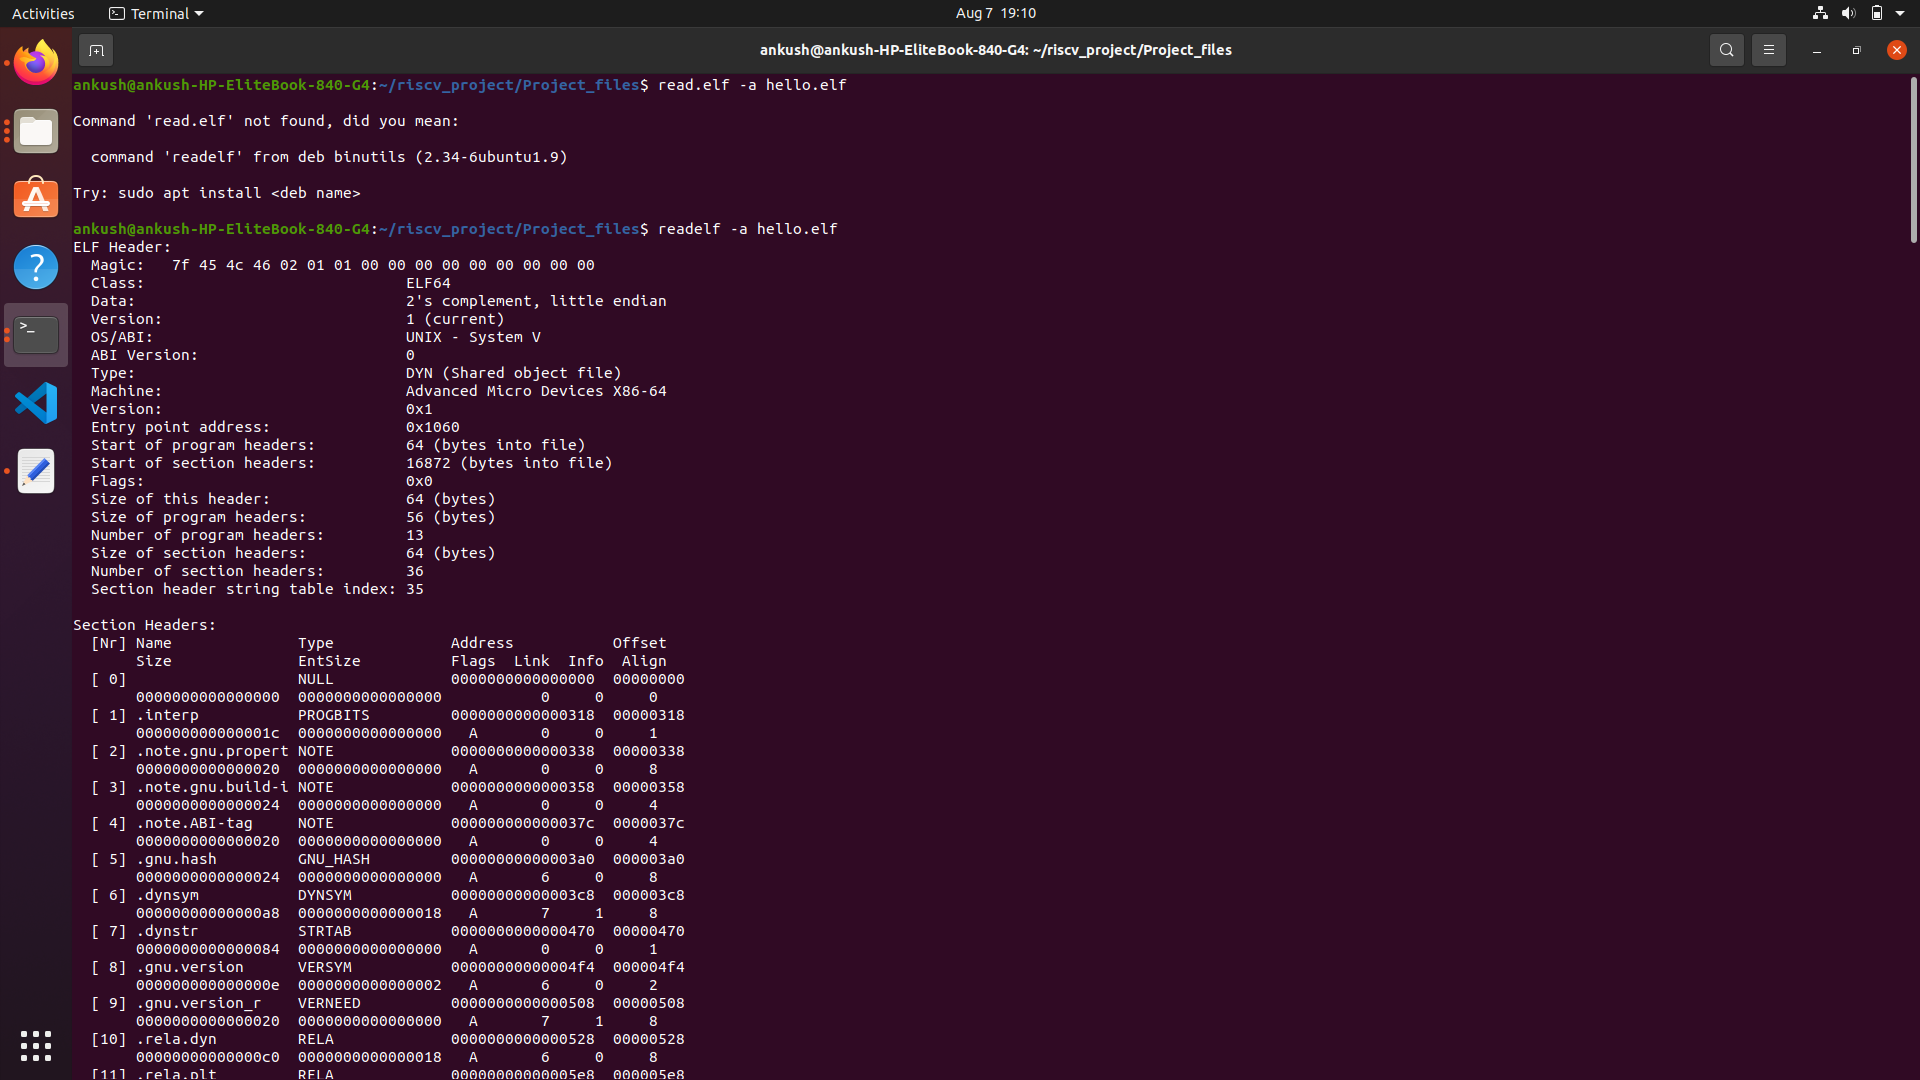 Activities
Terminal
Aug 7 19:10
ankush@ankush-HP-EliteBook-840-G4: ~/riscv_project/Project_files
ankush@ankush-HP-EliteBook-840-G4:~/riscv_project/Project_files$ read.elf -a hello.elf
Command 'read.elf' not found, did you mean:
command 'readelf' from deb binutils (2.34-6ubuntu1.9)
Try: sudo apt install <deb name>
ankush@ankush-HP-EliteBook-840-G4:~/riscv_project/Project_files$ readelf -a hello.elf
ELF Header:
Magic: 7f 45 4c 46 02 01 01 00 00 00 00 00 00 00 00 00
Class: ELF64
Data: 2's complement, little endian
Version: 1 (current)
OS/ABI: UNIX - System V
ABI Version: 0
Type: DYN (Shared object file)
Machine: Advanced Micro Devices X86-64
Version: 0x1
Entry point address: 0x1060
Start of program headers: 64 (bytes into file)
Start of section headers: 16872 (bytes into file)
Flags: 0x0
Size of this header: 64 (bytes)
Size of program headers: 56 (bytes)
Number of program headers: 13
Size of section headers: 64 (bytes)
Number of section headers: 36
Section header string table index: 35
Section Headers:
[Nr] Name Type Address Offset
Size EntSize Flags Link Info Align
[ 0] NULL 0000000000000000 00000000
0000000000000000 0000000000000000 0 0 0
[ 1] .interp PROGBITS 0000000000000318 00000318
000000000000001c 0000000000000000 A 0 0 1
[ 2] .note.gnu.propert NOTE 0000000000000338 00000338
0000000000000020 0000000000000000 A 0 0 8
[ 3] .note.gnu.build-i NOTE 0000000000000358 00000358
0000000000000024 0000000000000000 A 0 0 4
[ 4] .note.ABI-tag NOTE 000000000000037c 0000037c
0000000000000020 0000000000000000 A 0 0 4
[ 5] .gnu.hash GNU_HASH 00000000000003a0 000003a0
0000000000000024 0000000000000000 A 6 0 8
[ 6] .dynsym DYNSYM 00000000000003c8 000003c8
00000000000000a8 0000000000000018 A 7 1 8
[ 7] .dynstr STRTAB 0000000000000470 00000470
0000000000000084 0000000000000000 A 0 0 1
[ 8] .gnu.version VERSYM 00000000000004f4 000004f4
000000000000000e 0000000000000002 A 6 0 2
[ 9] .gnu.version_r VERNEED 0000000000000508 00000508
0000000000000020 0000000000000000 A 7 1 8
[10] .rela.dyn RELA 0000000000000528 00000528
00000000000000c0 0000000000000018 A 6 0 8
[11] .rela.plt RELA 00000000000005e8 000005e8